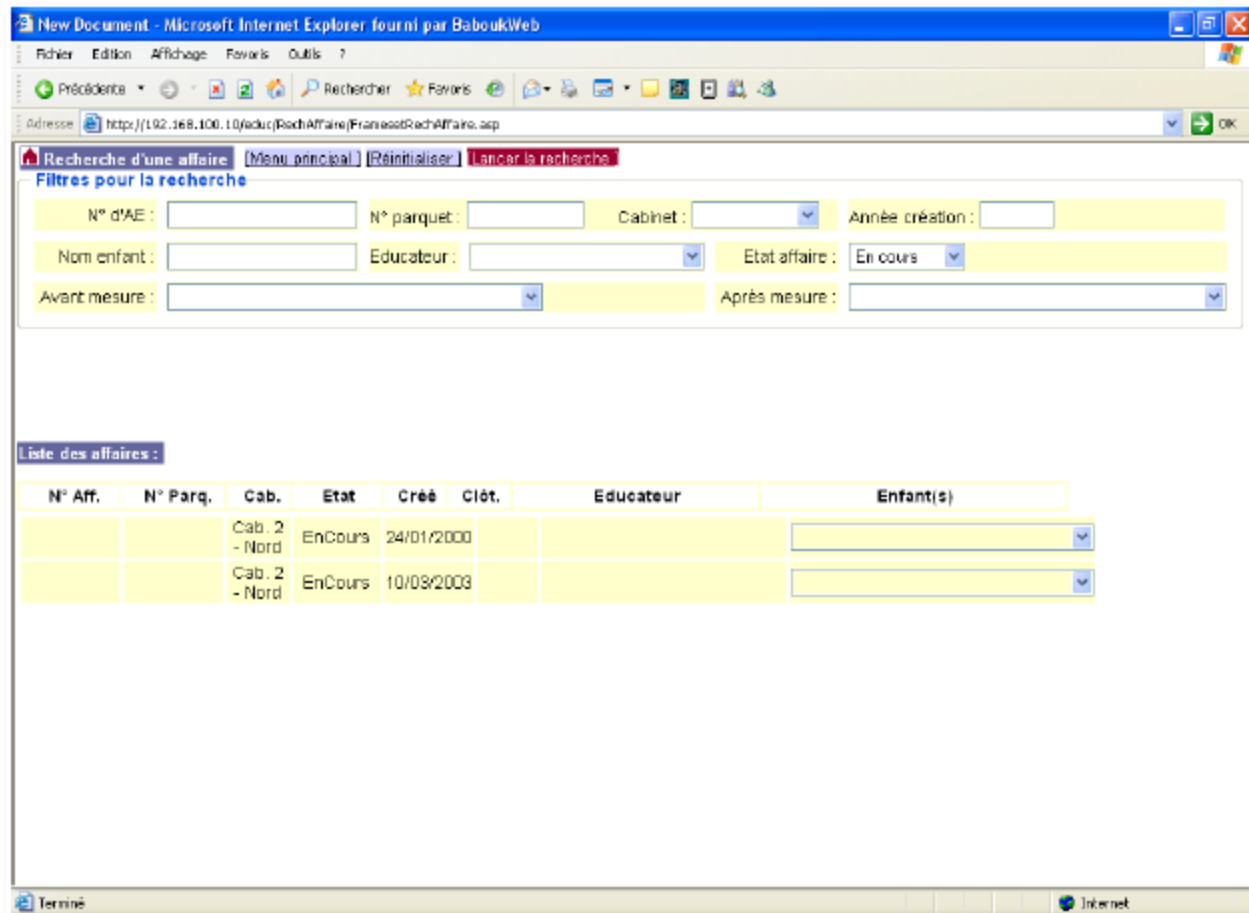 New Document - Microsoft Internet Explorer fourni par BaboukWeb
Fichier Edition Affichage Favoris Outils ?
Précédente Rechercher Favoris
Adresse http://192.168.100.10/educ/RechAffaire/FramesetRechAffaire.asp OK
Recherche d'une affaire [Menu principal ] [Réinitialiser ] [Lancer la recherche ]
Filtres pour la recherche
N° d'AE : N° parquet : Cabinet : Année création :
Nom enfant : Educateur : Etat affaire : En cours
Avant mesure : Après mesure :
Liste des affaires :
N° Aff. N° Parq. Cab. Etat Créé Clôt. Educateur Enfant(s)
Cab. 2
- Nord EnCours 24/01/2000
Cab. 2
- Nord EnCours 10/03/2003
Terminé Internet